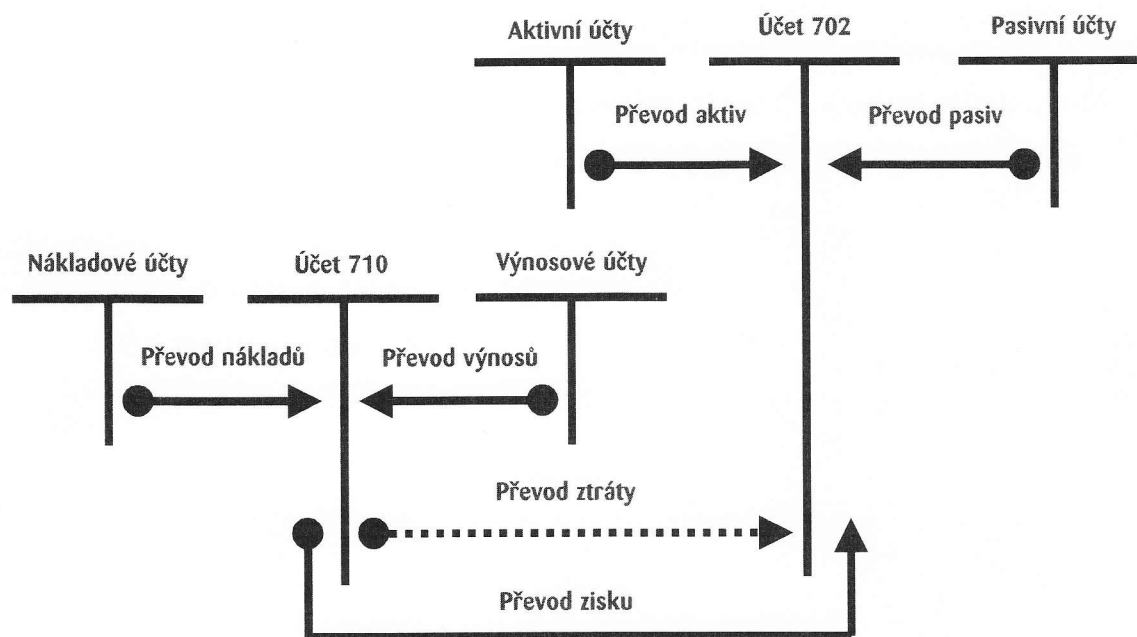 Aktivní účty
Účet 702
Pasivní účty
Převod aktiv
Převod pasiv
Nákladové účty
Účet 710
Výnosové účty
Převod nákladů
Převod výnosů
Převod ztráty
Převod zisku